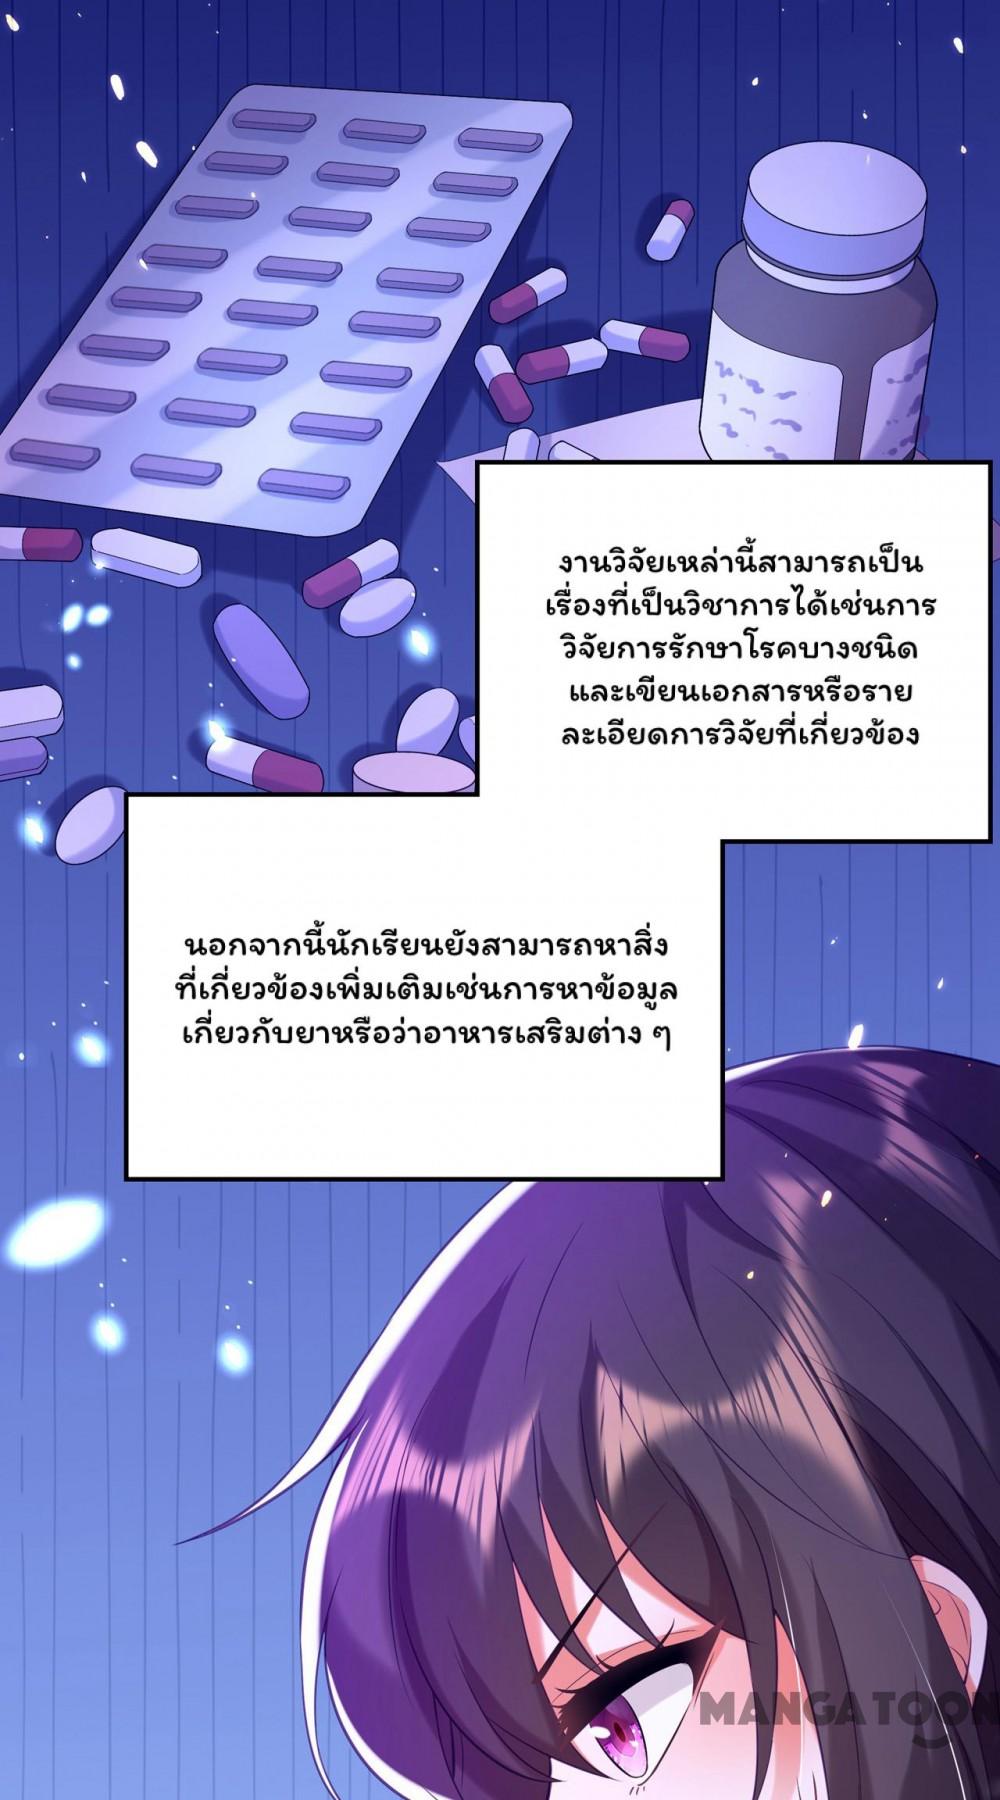 งานวิจัยเหล่านี้สามารถเป็น
เรื่องที่เป็นวิชาการได้เช่นการ
วิจัยการรักษาโรคบางชนิด
และเขียนเอกสารหรือราย
ละเอียดการวิจัยที่เกี่ยวข้อง
นอกจากนี้นักเรียนยังสามารถหาสิ่ง
ที่เกี่ยวข้องเพิ่มเติมเช่นการหาข้อมูล
เกี่ยวกับยาหรือว่าอาหารเสริมต่าง ๆ
MANGATOON